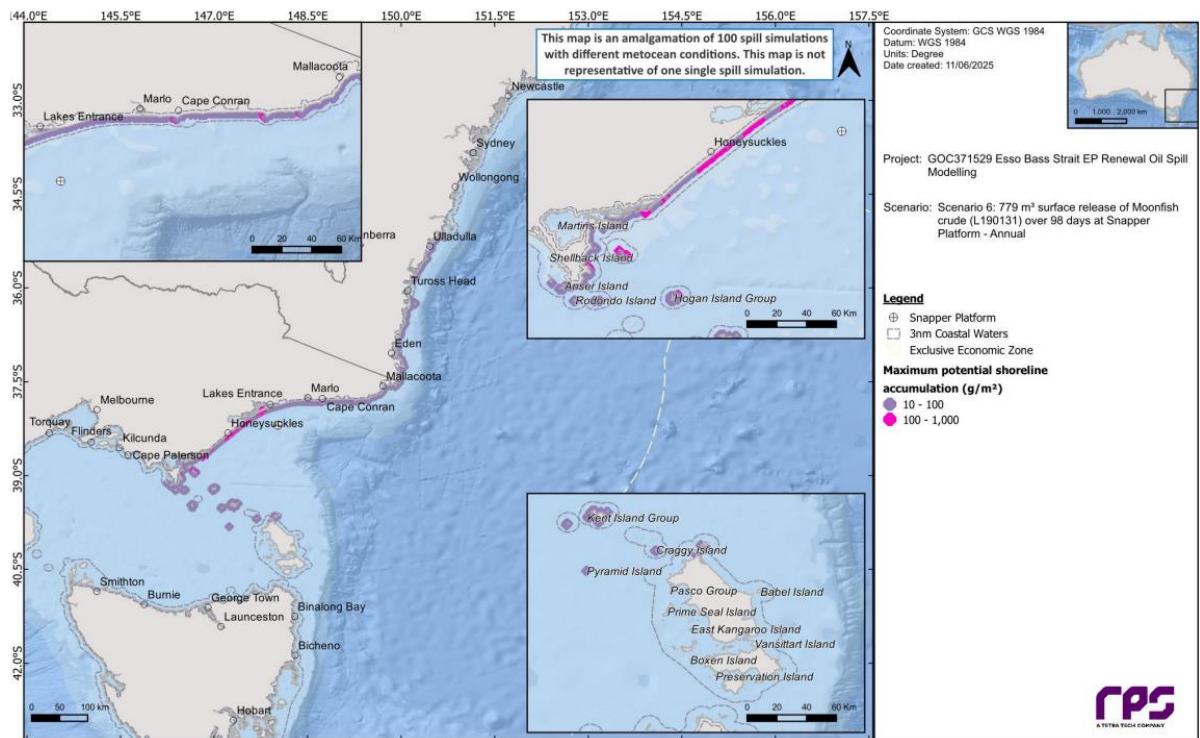 144.0°E 145.5°E 147.0°E 148.5°E 150.0°E 151.5°E 153.0°E 154.5°E 156.0°E 157.5°E
33.0°S
34.5°S
36.0°S
37.5°S
39.0°S
40.5°S
42.0°S
This map is an amalgamation of 100 spill simulations
with different metocean conditions. This map is not
representative of one single spill simulation.
N
Mallacoota
Marlo
Cape Conran
Lakes Entrance
0 20 40 60 Km
Newcastle
Sydney
Wollongong
nberra
Ulladulla
Tuross Head
Eden
Mallacoota
Marlo
Lakes Entrance
Cape Conran
Melbourne
Honeysuckles
Torquay
Flinders
Kilcunda
Cape Paterson
Smithton
Burnie
George Town
Launceston
Binalong Bay
Bicheno
Hobart
0 50 100 km
Honeysuckles
Martins Island
Shellback Island
Anser Island
Rodondo Island
Hogan Island Group
0 20 40 60 Km
Kent Island Group
Craggy Island
Pyramid Island
Pasco Group
Babel Island
Prime Seal Island
East Kangaroo Island
Vansittart Island
Boxen Island
Preservation Island
0 20 40 60 Km
Coordinate System: GCS WGS 1984
Datum: WGS 1984
Units: Degree
Date created: 11/06/2025
0 1,000 2,000
km
Project: GOC371529 Esso Bass Strait EP Renewal Oil Spill
Modelling
Scenario: Scenario 6: 779 m³ surface release of Moonfish
crude (L190131) over 98 days at Snapper
Platform - Annual
Legend
Snapper Platform
3nm Coastal Waters
Exclusive Economic Zone
Maximum potential shoreline
accumulation (g/m²)
10 - 100
100 - 1,000
rps
A TETRA TECH COMPANY